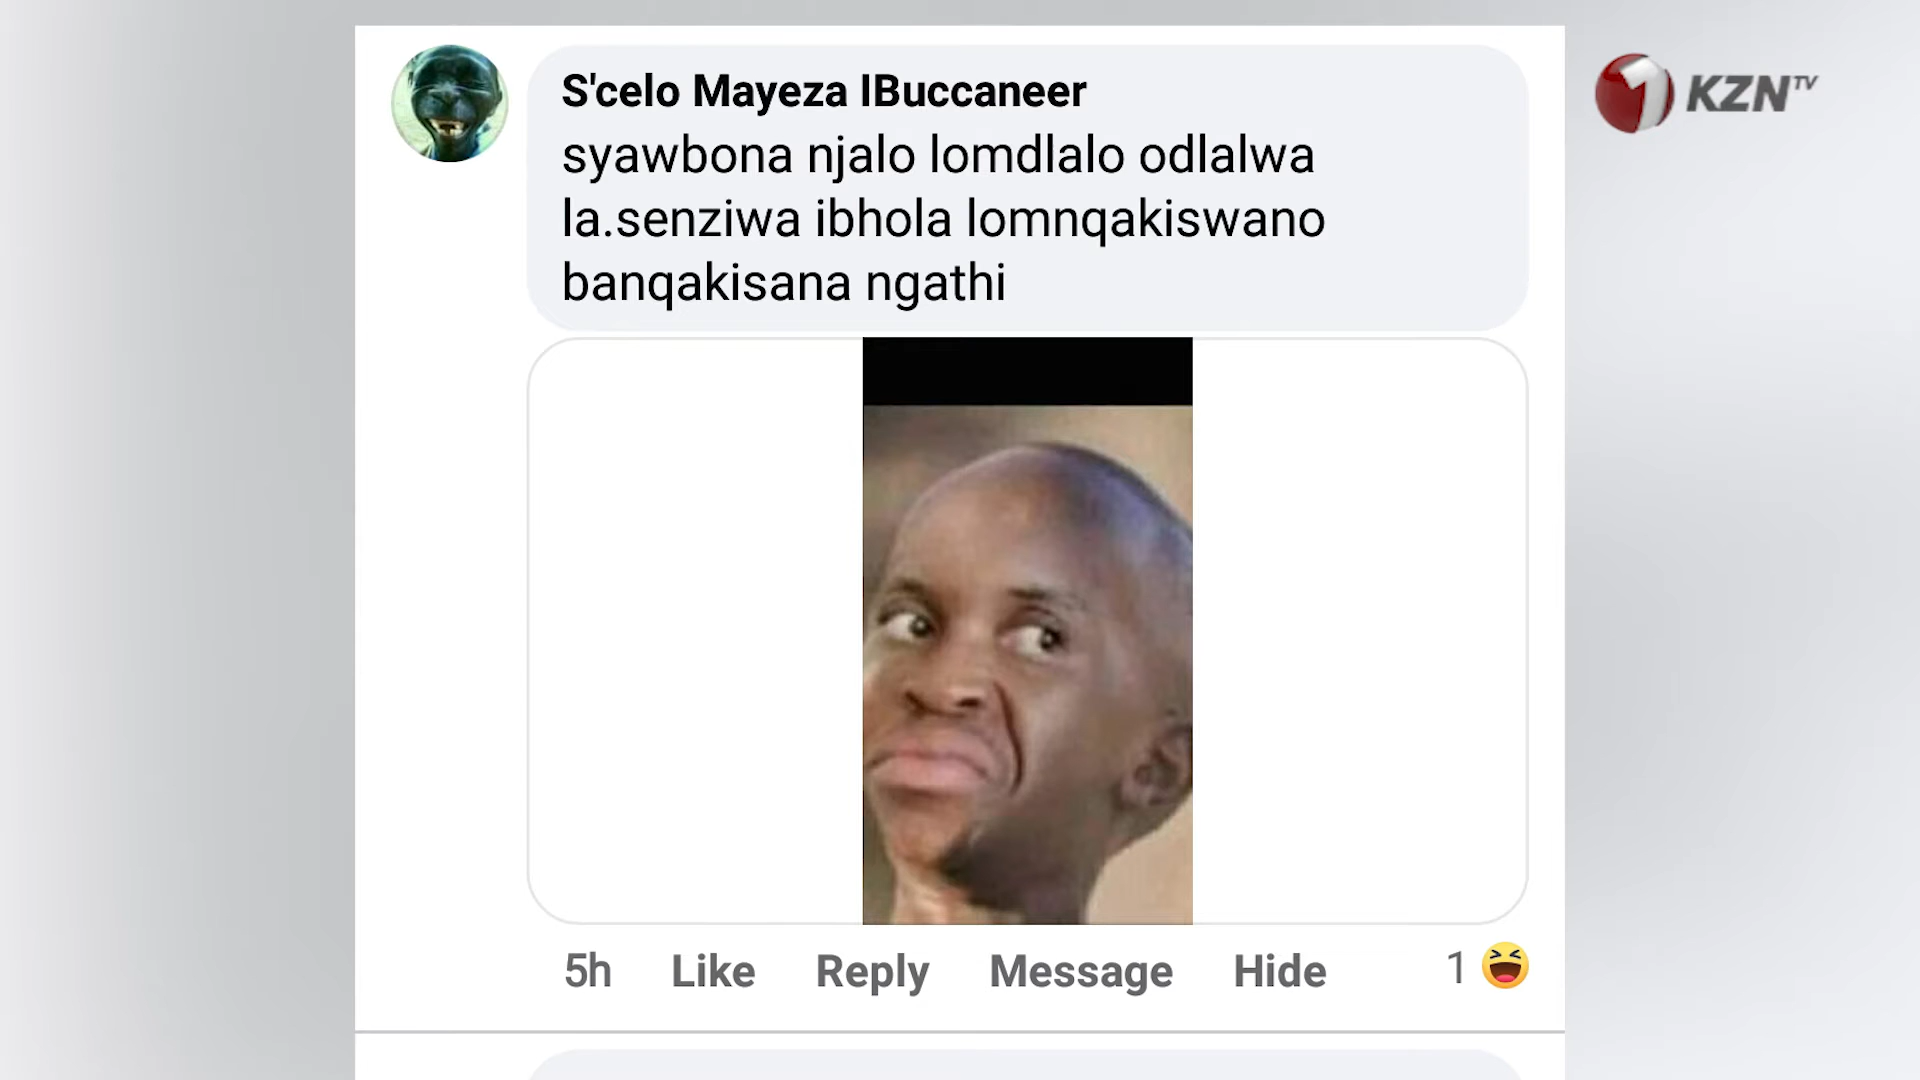 S'celo Mayeza IBuccaneer
syawbona njalo lomdlalo odlalwa
la.senziwa ibhola lomnqakiswano
banqakisana ngathi
5h Like Reply Message Hide 1
1KZN TV